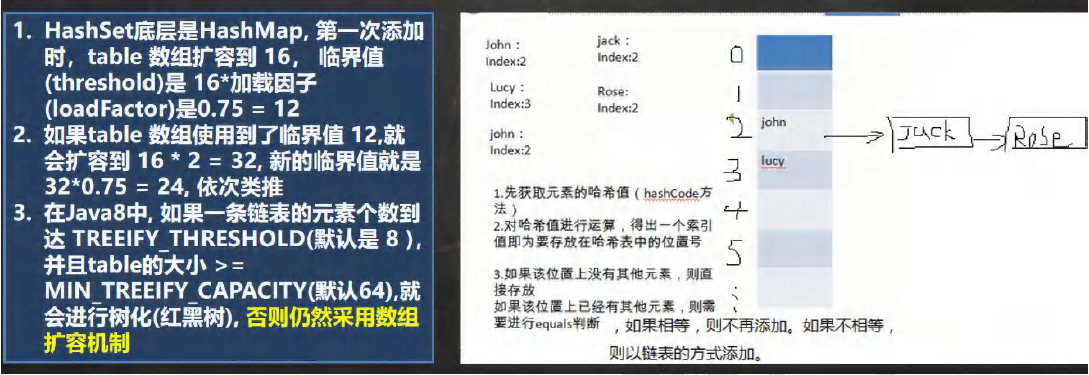 1. HashSet底层是HashMap, 第一次添加
时，table 数组扩容到 16， 临界值
(threshold)是 16*加载因子
(loadFactor)是0.75 = 12
2. 如果table 数组使用到了临界值 12,就
会扩容到 16 * 2 = 32, 新的临界值就是
32*0.75 = 24, 依次类推
3. 在Java8中, 如果一条链表的元素个数到
达 TREEIFY_THRESHOLD(默认是 8 ),
并且table的大小 >=
MIN_TREEIFY_CAPACITY(默认64),就
会进行树化(红黑树), 否则仍然采用数组
扩容机制
John：
Index:2
jack：
Index:2
Lucy：
Index:3
Rose:
Index:2
john：
Index:2
1.先获取元素的哈希值（hashCode方
法）
2.对哈希值进行运算，得出一个索引
值即为要存放在哈希表中的位置号
3.如果该位置上没有其他元素，则直
接存放
如果该位置上已经有其他元素，则需
要进行equals判断 ，如果相等，则不再添加。如果不相等，
则以链表的方式添加。
0
1
2 john Jack Rose
3 lucy
4
5